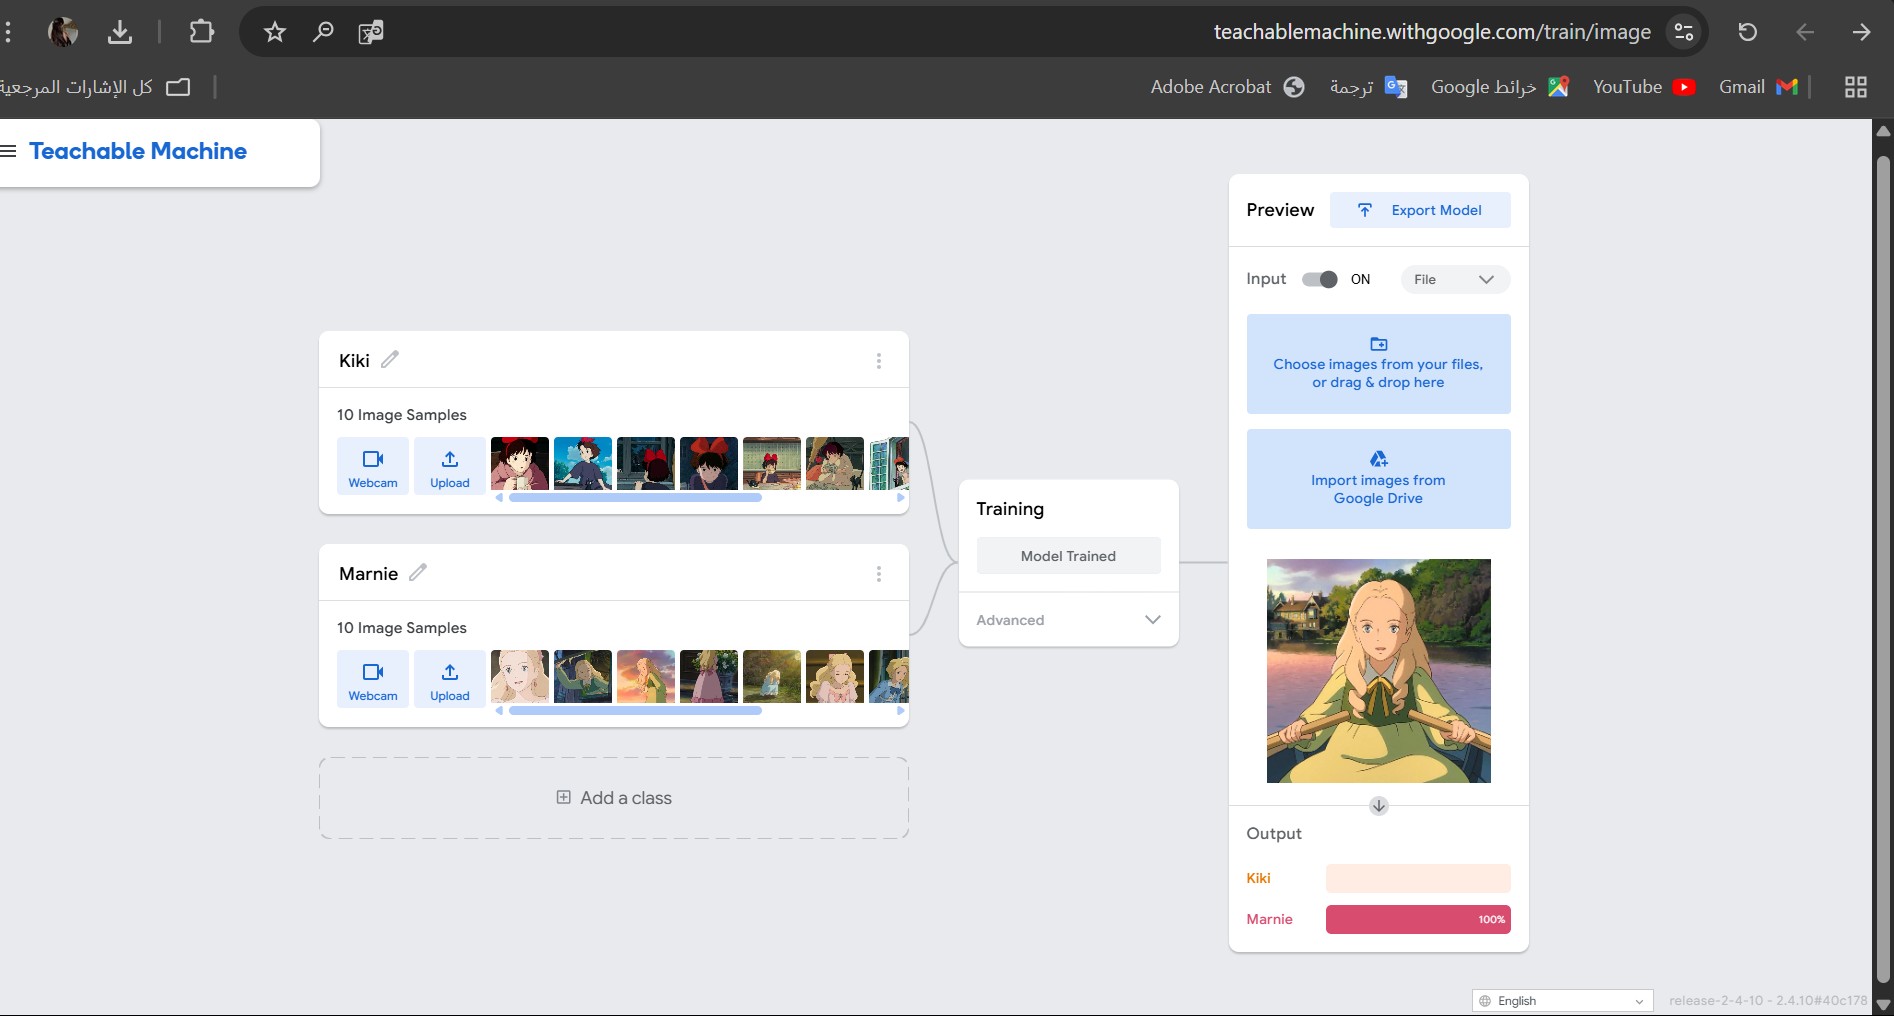 teachablemachine.withgoogle.com/train/image
كل الإشارات المرجعية
Adobe Acrobat
ترجمة
خرائط Google
YouTube
Gmail
Teachable Machine
Kiki
10 Image Samples
Webcam
Upload
Marnie
10 Image Samples
Webcam
Upload
Add a class
Training
Model Trained
Advanced
Preview
Export Model
Input
ON
File
Choose images from your files,
or drag & drop here
Import images from
Google Drive
Output
Kiki
Marnie
100%
English
release-2-4-10 - 2.4.10#40c178